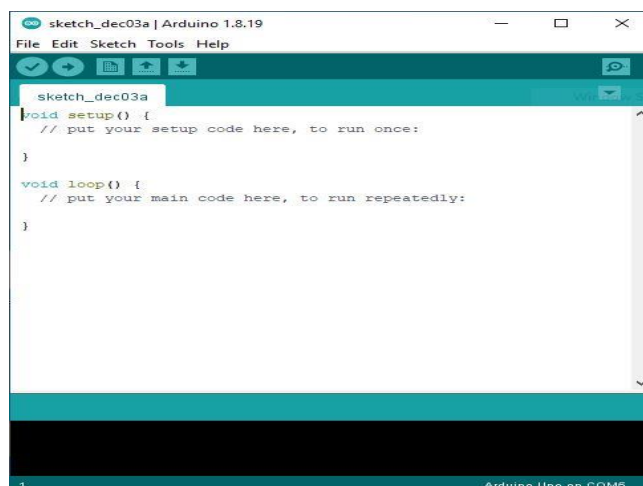 sketch_dec03a | Arduino 1.8.19
File Edit Sketch Tools Help
sketch_dec03a
void setup() {
  // put your setup code here, to run once:
}
void loop() {
  // put your main code here, to run repeatedly:
}
1
Arduino Uno on COM5